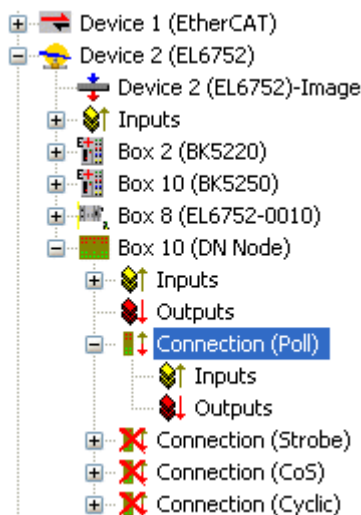 Device 1 (EtherCAT)
Device 2 (EL6752)
Device 2 (EL6752)-Image
Inputs
Box 2 (BK5220)
Box 10 (BK5250)
Box 8 (EL6752-0010)
Box 10 (DN Node)
Inputs
Outputs
Connection (Poll)
Inputs
Outputs
Connection (Strobe)
Connection (CoS)
Connection (Cyclic)